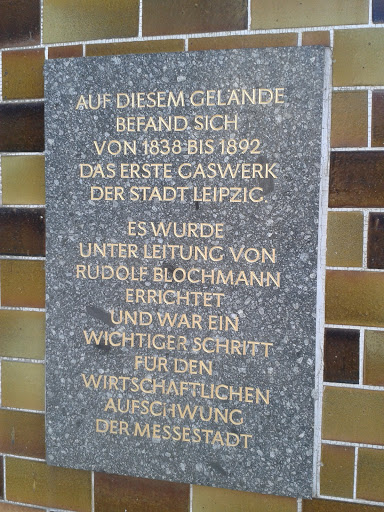 AUF DIESEM GELÄNDE
BEFAND SICH
VON 1838 BIS 1892
DAS ERSTE GASWERK
DER STADT LEIPZIG.
ES WURDE
UNTER LEITUNG VON
RUDOLF BLOCHMANN
ERRICHTET
UND WAR EIN
WICHTIGER SCHRITT
FÜR DEN
WIRTSCHAFTLICHEN
AUFSCHWUNG
DER MESSESTADT